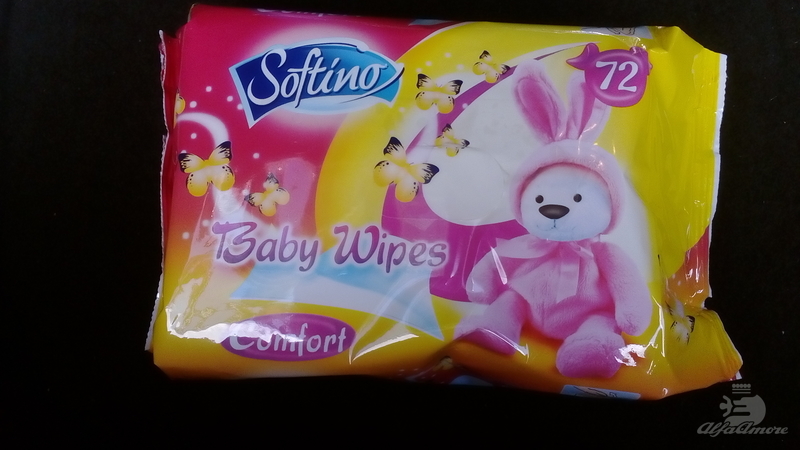 Softino
72
Baby Wipes
Comfort
AlfaAmore